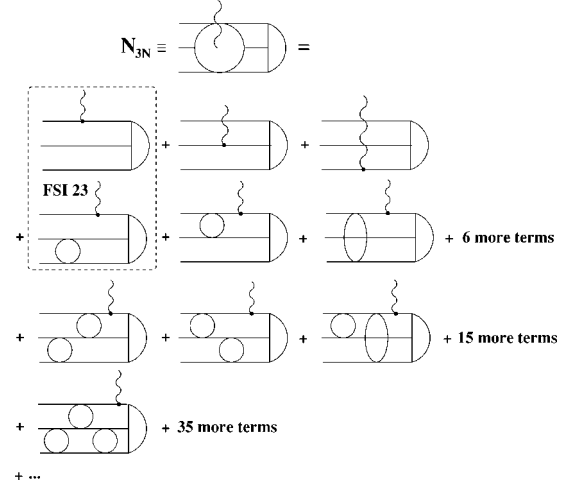 N₃N ≡ =
+ +
FSI 23
+ + + + 6 more terms
+ + + + 15 more terms
+ + 35 more terms
+ ...